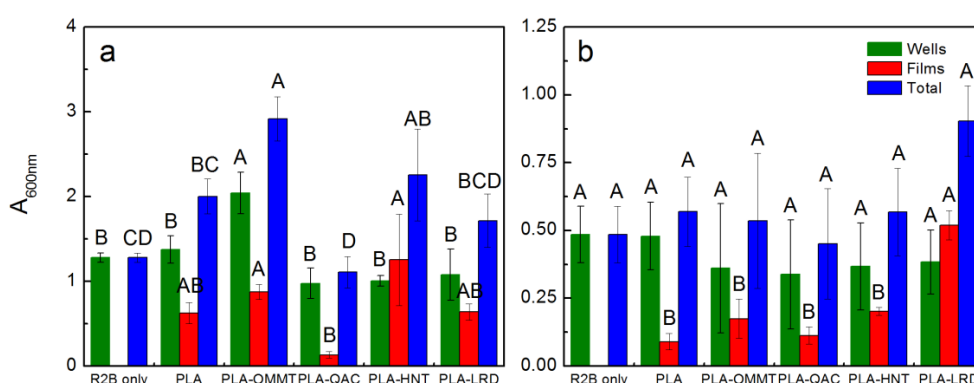 a
A600nm
4
3
2
1
0
B
CD
B
AB
BC
A
A
A
B
B
D
B
A
AB
B
AB
BCD
R2B only
PLA
PLA-OMMT
PLA-QAC
PLA-HNT
PLA-LRD
b
Wells
Films
Total
1.25
1.00
0.75
0.50
0.25
0.00
A
A
A
B
A
A
B
A
A
B
A
A
B
A
A
A
A
R2B only
PLA
PLA-OMMT
PLA-QAC
PLA-HNT
PLA-LRD